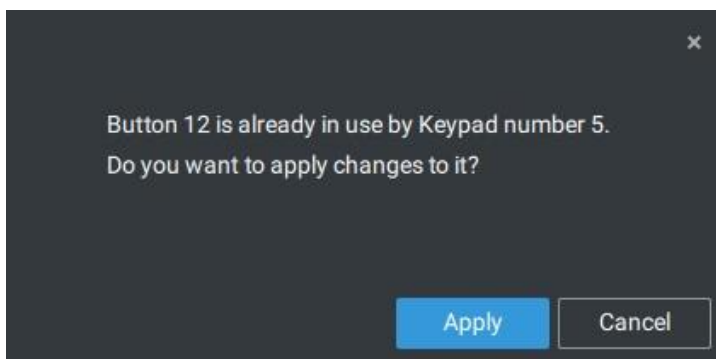 Button 12 is already in use by Keypad number 5.
Do you want to apply changes to it?
Apply
Cancel